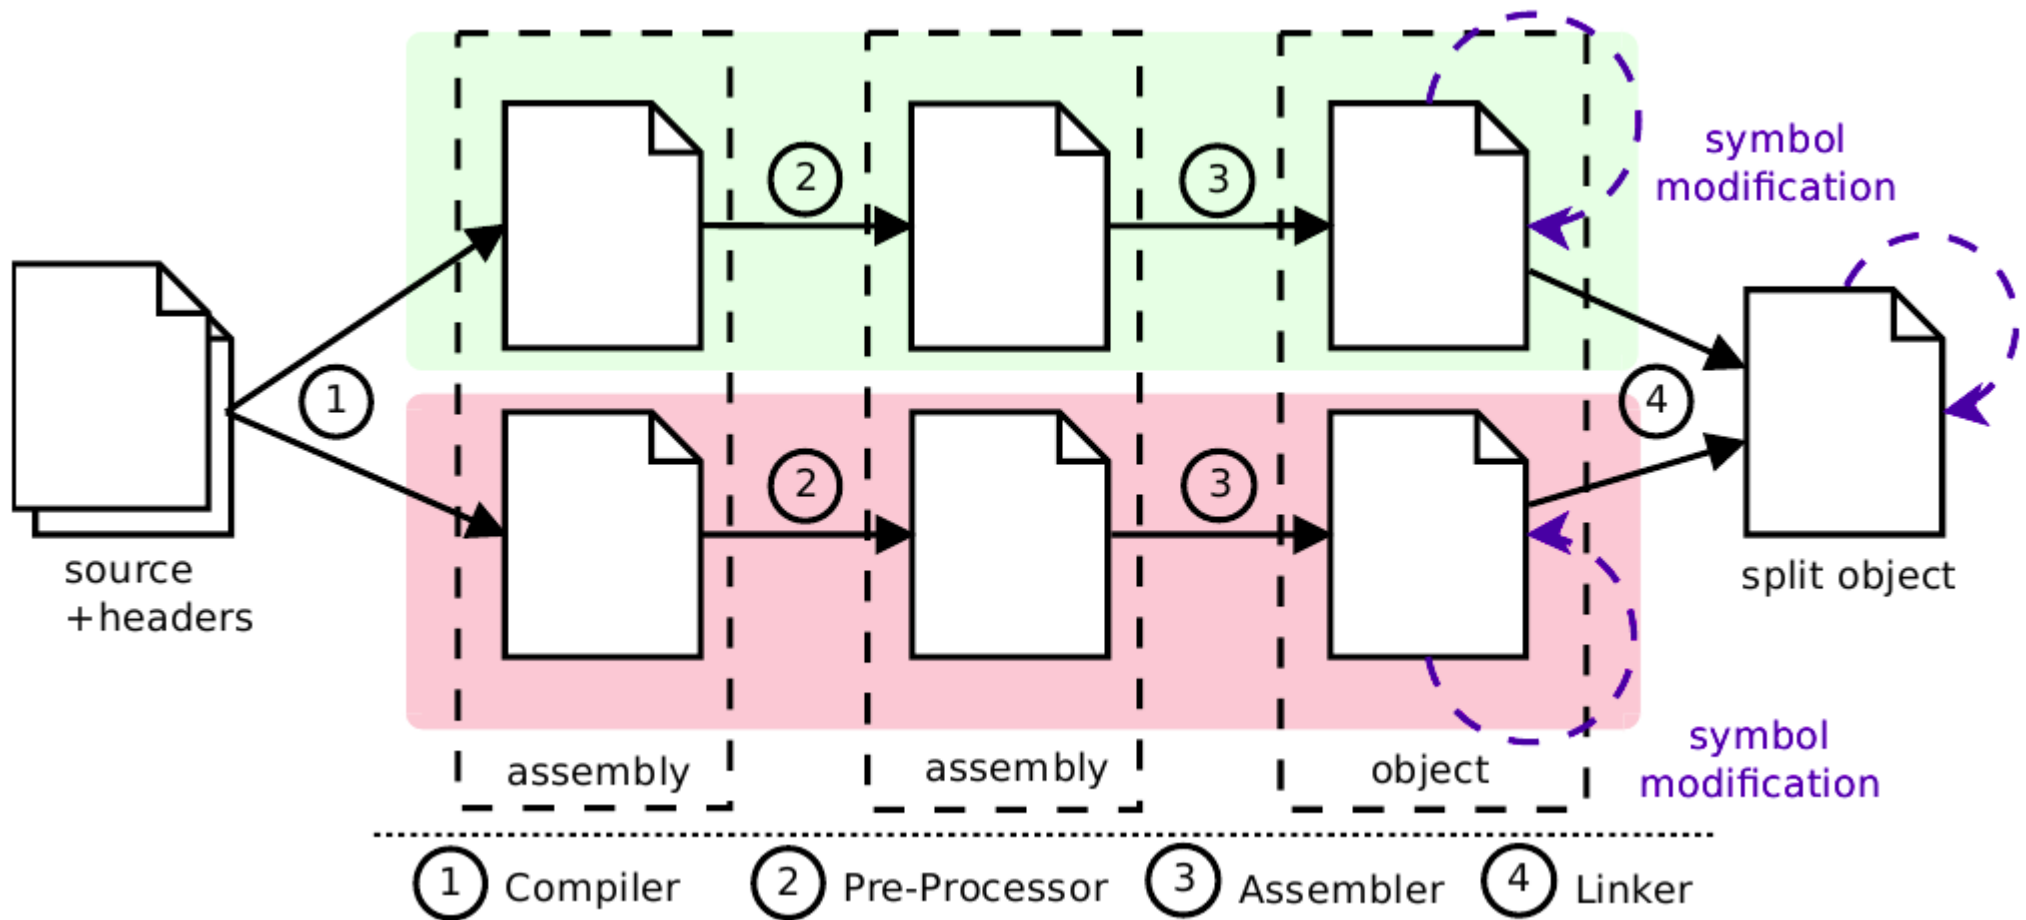 2
3
symbol
modification
1
4
2
3
source
+headers
split object
symbol
modification
assembly
assembly
object
1 Compiler
2 Pre-Processor
3 Assembler
4 Linker